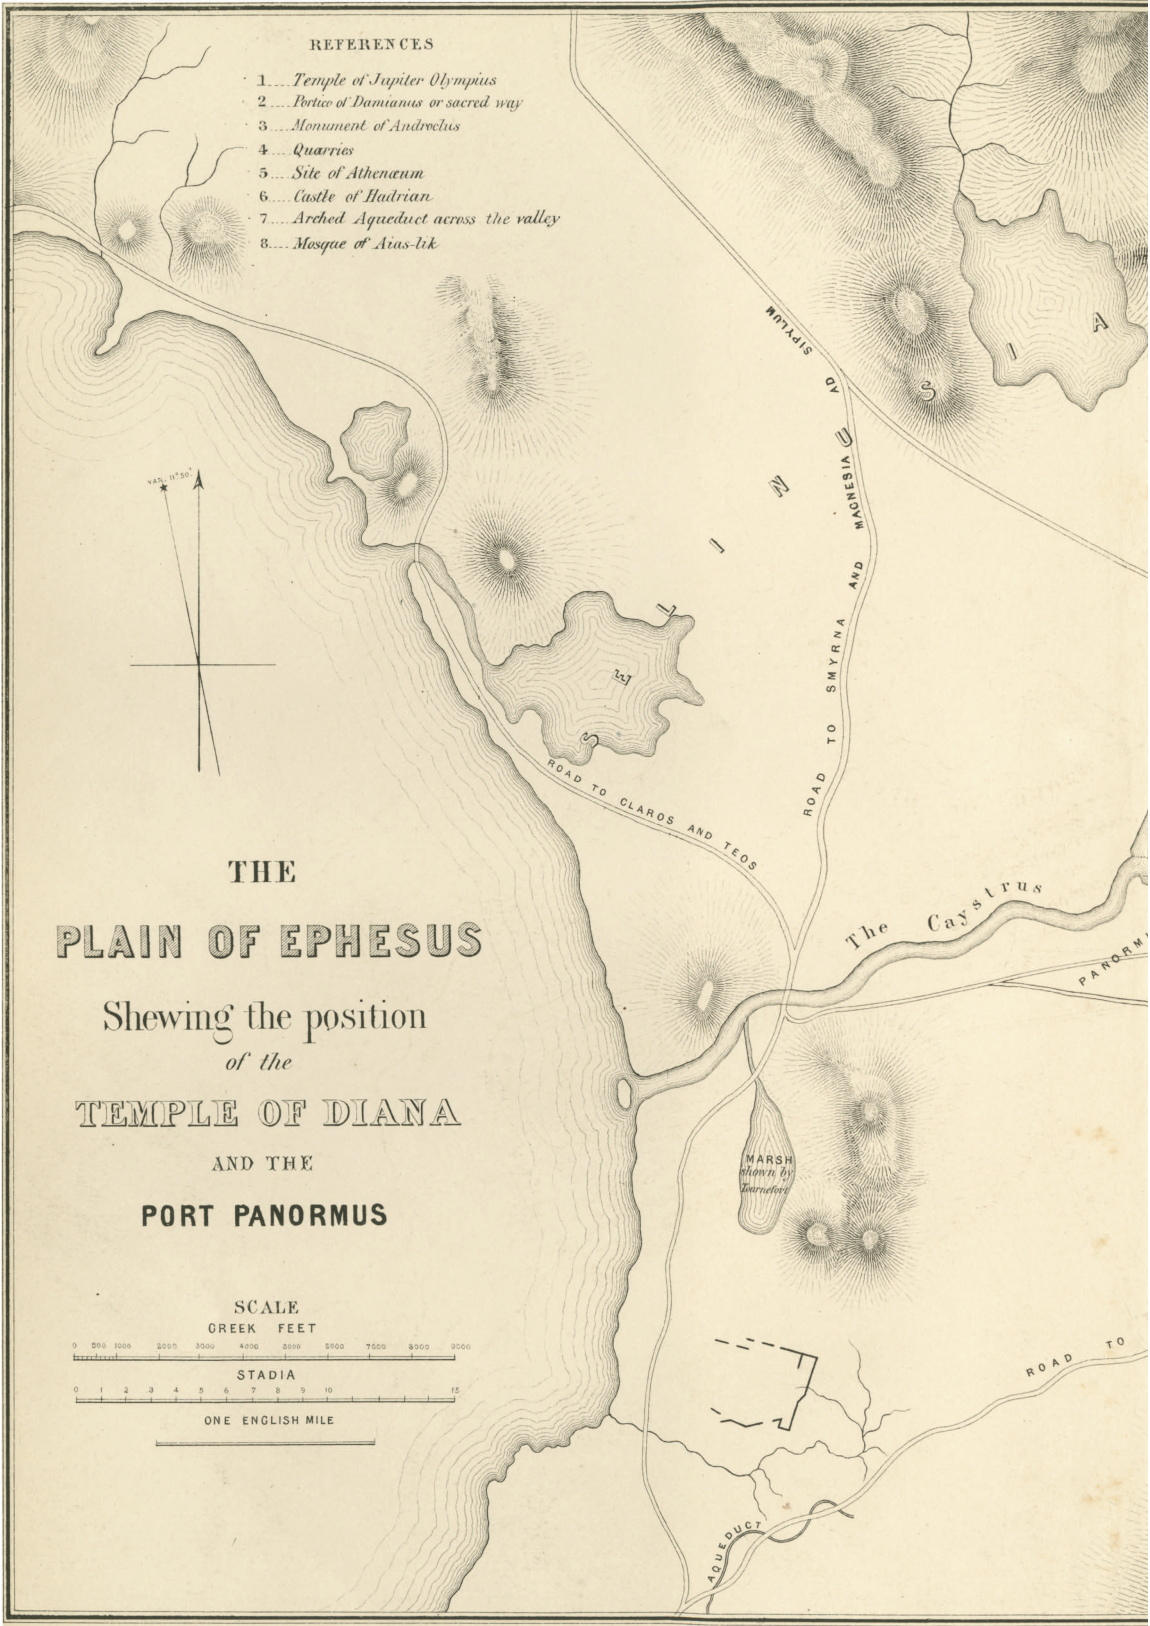 REFERENCES
1.... Temple of Jupiter Olympius
2.... Portico of Damianus or sacred way
3.... Monument of Androclus
4.... Quarries
5.... Site of Athenæum
6.... Castle of Hadrian
7.... Arched Aqueduct across the valley
8.... Mosque of Aias-lik
VAR. 11°50'
ROAD TO SMYRNA AND MAGNESIA AD SIPYLUM
SELINUSIA
ROAD TO CLAROS AND TEOS
The Caystrus
THE
PLAIN OF EPHESUS
Shewing the position
of the
TEMPLE OF DIANA
AND THE
PORT PANORMUS
MARSH
shown by
Tournefort
SCALE
GREEK FEET
0 500 1000 2000 3000 4000 5000 6000 7000 8000 9000
STADIA
0 1 2 3 4 5 6 7 8 9 10 15
ONE ENGLISH MILE
ROAD TO
AQUEDUCT